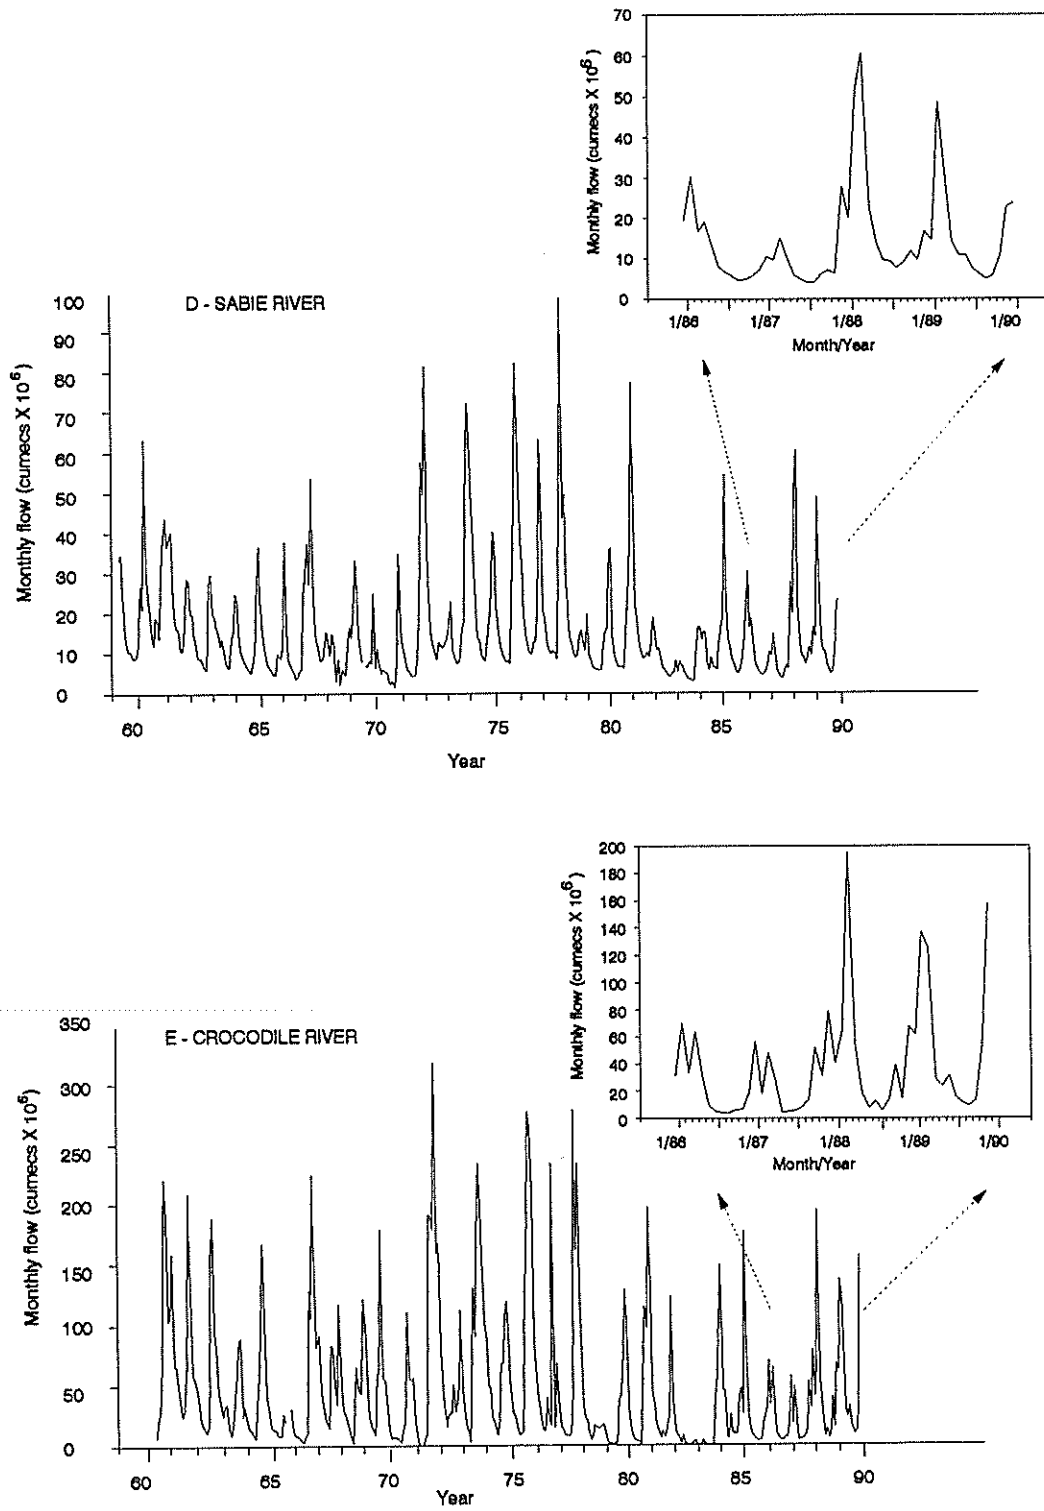 70
60
50
40
30
20
10
0
Monthly flow (cumecs X 10⁶)
1/86 1/87 1/88 1/89 1/90
Month/Year
D - SABIE RIVER
100
90
80
70
60
50
40
30
20
10
0
Monthly flow (cumecs X 10⁶)
60 65 70 75 80 85 90
Year
200
180
160
140
120
100
80
60
40
20
0
Monthly flow (cumecs X 10⁶)
1/86 1/87 1/88 1/89 1/90
Month/Year
E - CROCODILE RIVER
350
300
250
200
150
100
50
0
Monthly flow (cumecs X 10⁶)
60 65 70 75 80 85 90
Year